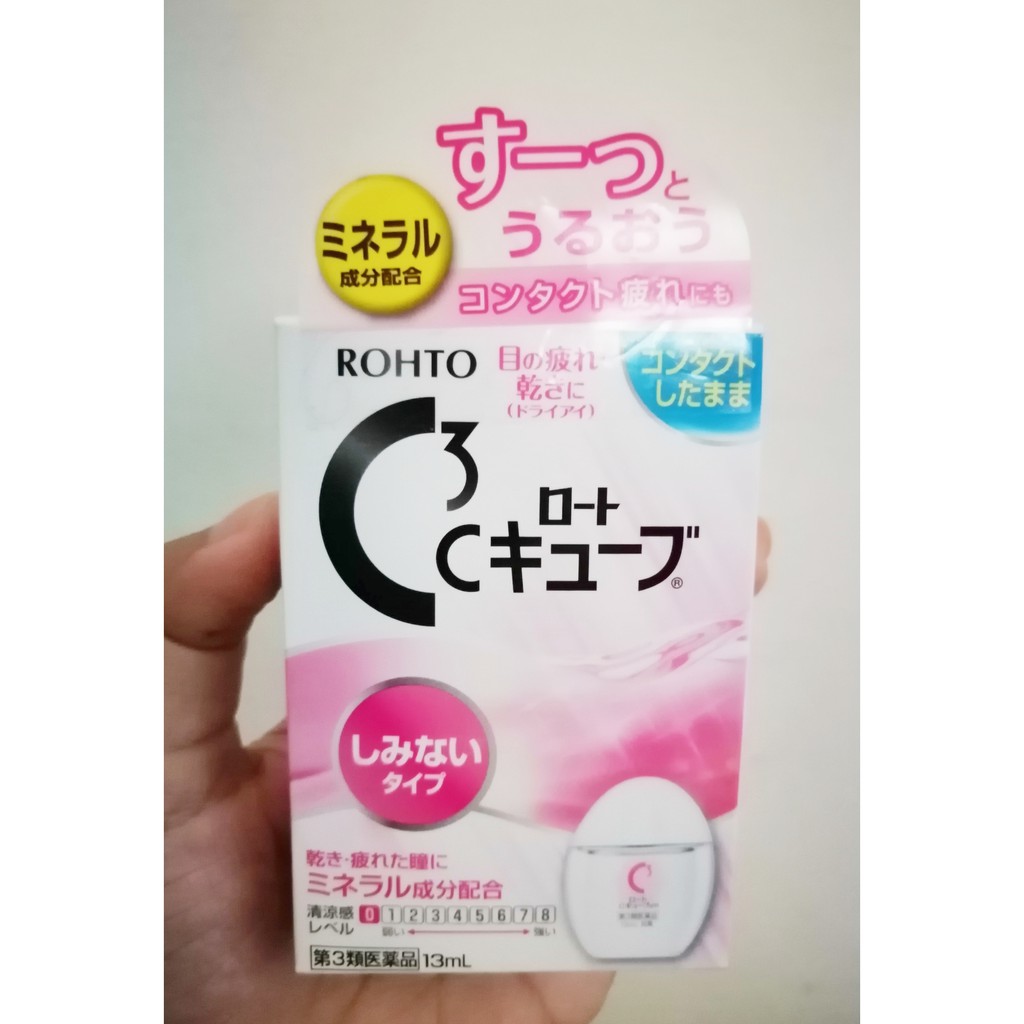 すーっと
うるおう
ミネラル
成分配合
コンタクト疲れにも
ROHTO
目の疲れ・
乾きに
(ドライアイ)
コンタクト
したまま
C3
ロート
Cキューブ®
しみない
タイプ
乾き・疲れた瞳に
ミネラル成分配合
清涼感
レベル
0 1 2 3 4 5 6 7 8
弱い 強い
第3類医薬品 13mL
C3